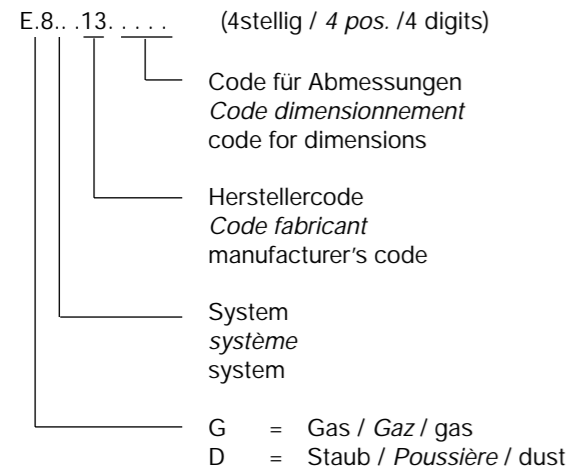 E.8.. .13. . . . . (4stellig / 4 pos. /4 digits)
Code für Abmessungen
Code dimensionnement
code for dimensions
Herstellercode
Code fabricant
manufacturer's code
System
système
system
G = Gas / Gaz / gas
D = Staub / Poussière / dust